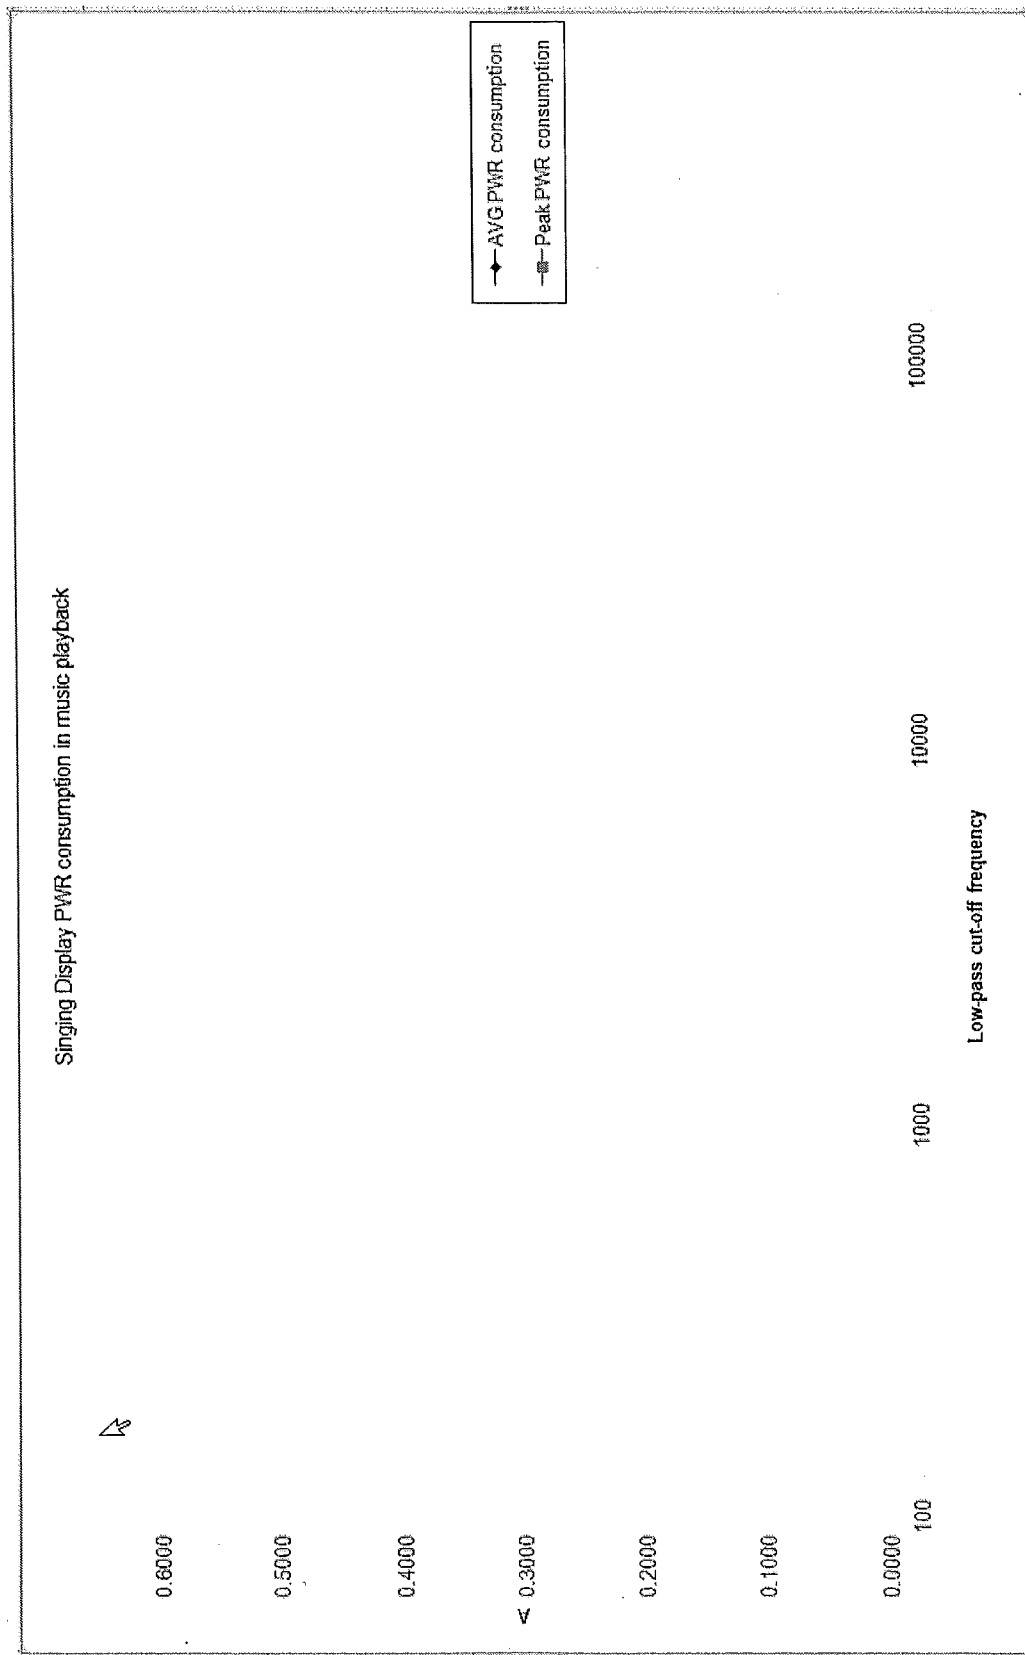 Singing Display PWR consumption in music playback
0.6000
0.5000
0.4000
A 0.3000
0.2000
0.1000
0.0000
100
1000
10000
100000
Low-pass cut-off frequency
AVG PWR consumption
Peak PWR consumption